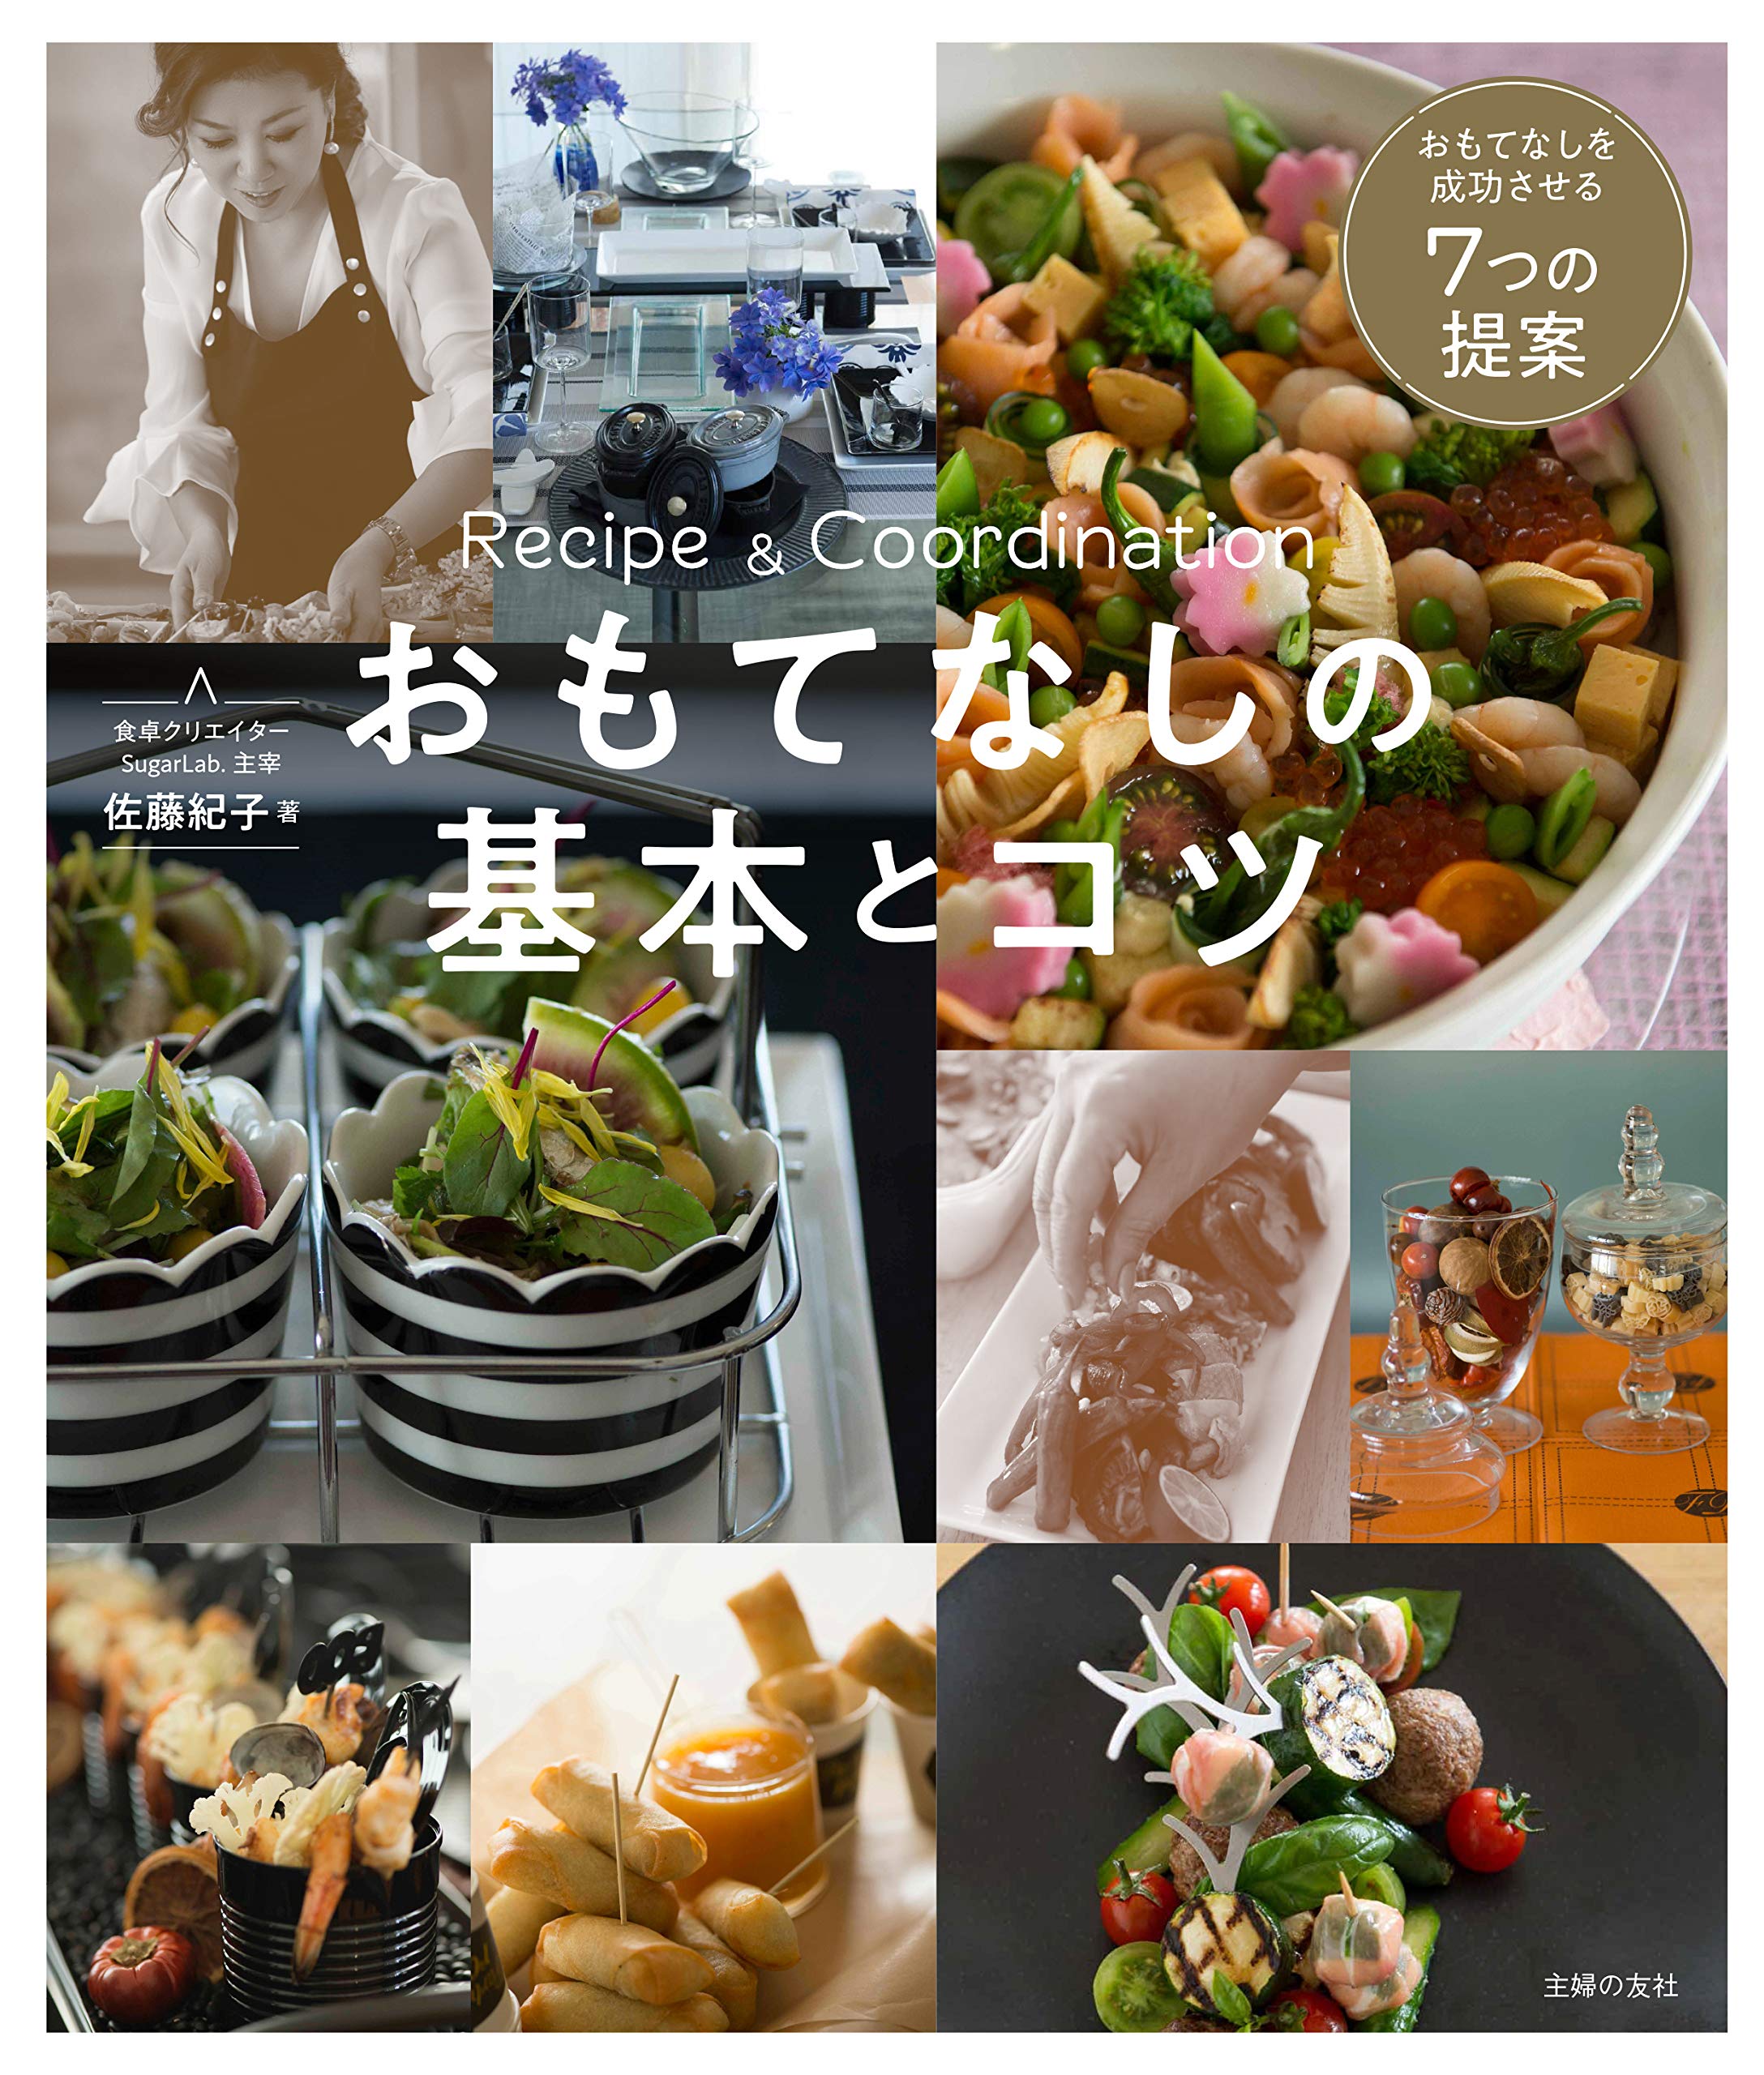 おもてなしを
成功させる
7つの
提案
Recipe & Coordination
おもてなしの
基本とコツ
食卓クリエイター
SugarLab. 主宰
佐藤紀子 著
主婦の友社